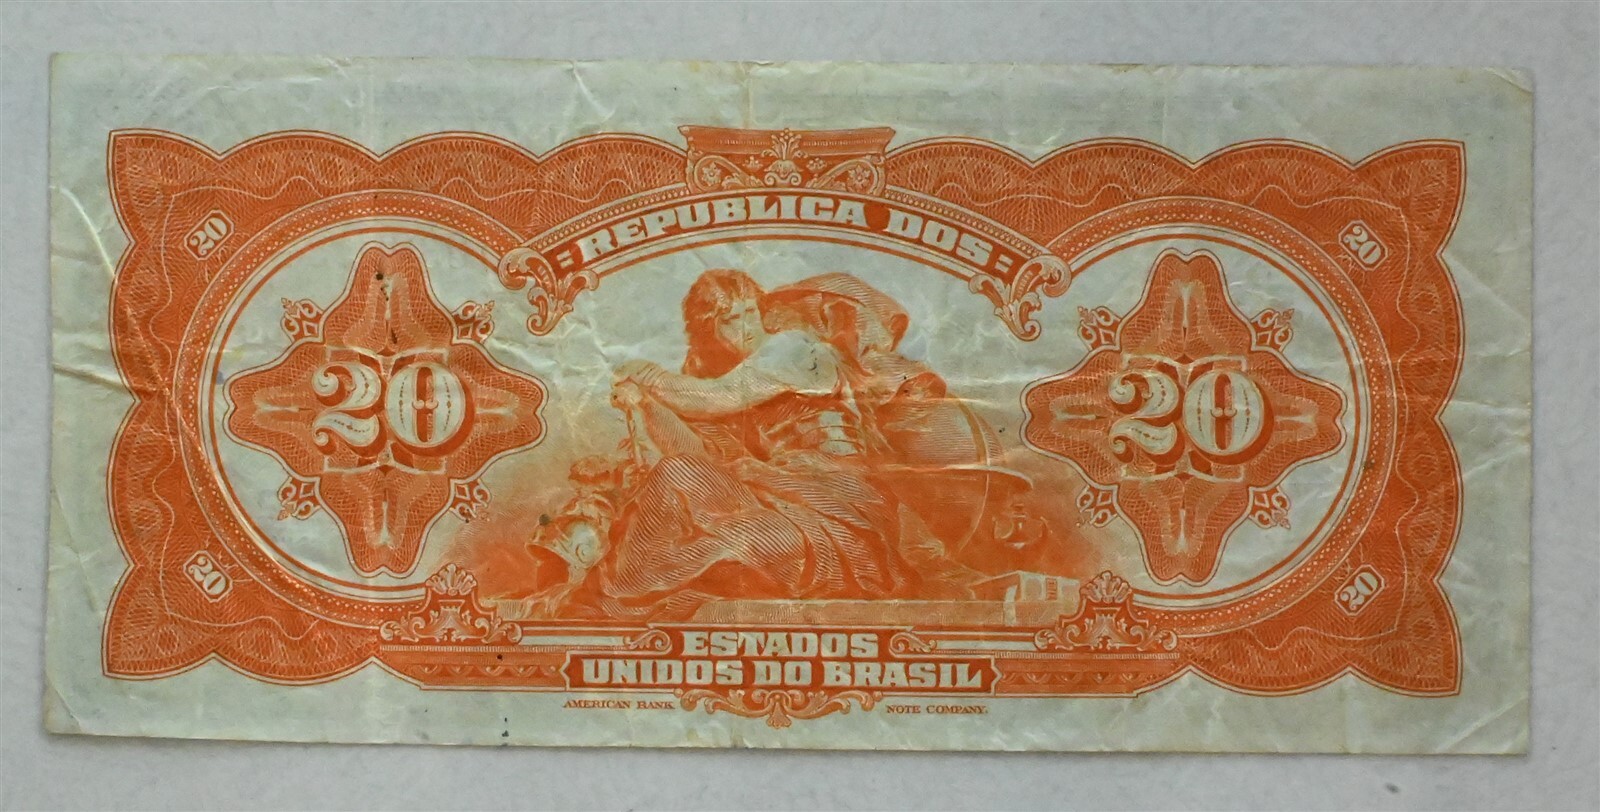 REPUBLICA DOS
20 20
20 20
20 20
ESTADOS
UNIDOS DO BRASIL
AMERICAN BANK NOTE COMPANY.